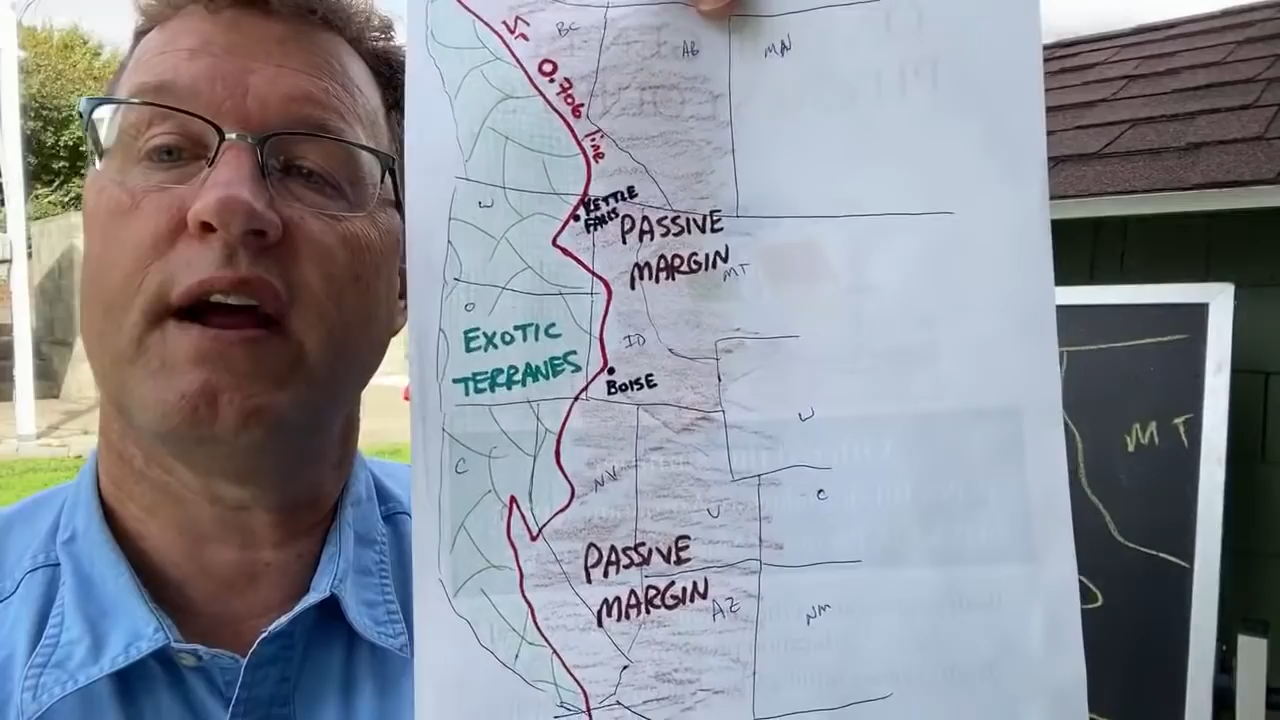 Sr
0.706
line
BC
AB
MAN
W
KETTLE
FALLS
PASSIVE
MARGIN
MT
O
EXOTIC
TERRANES
ID
BOISE
W
C
NV
U
C
PASSIVE
MARGIN
AZ
NM
MT